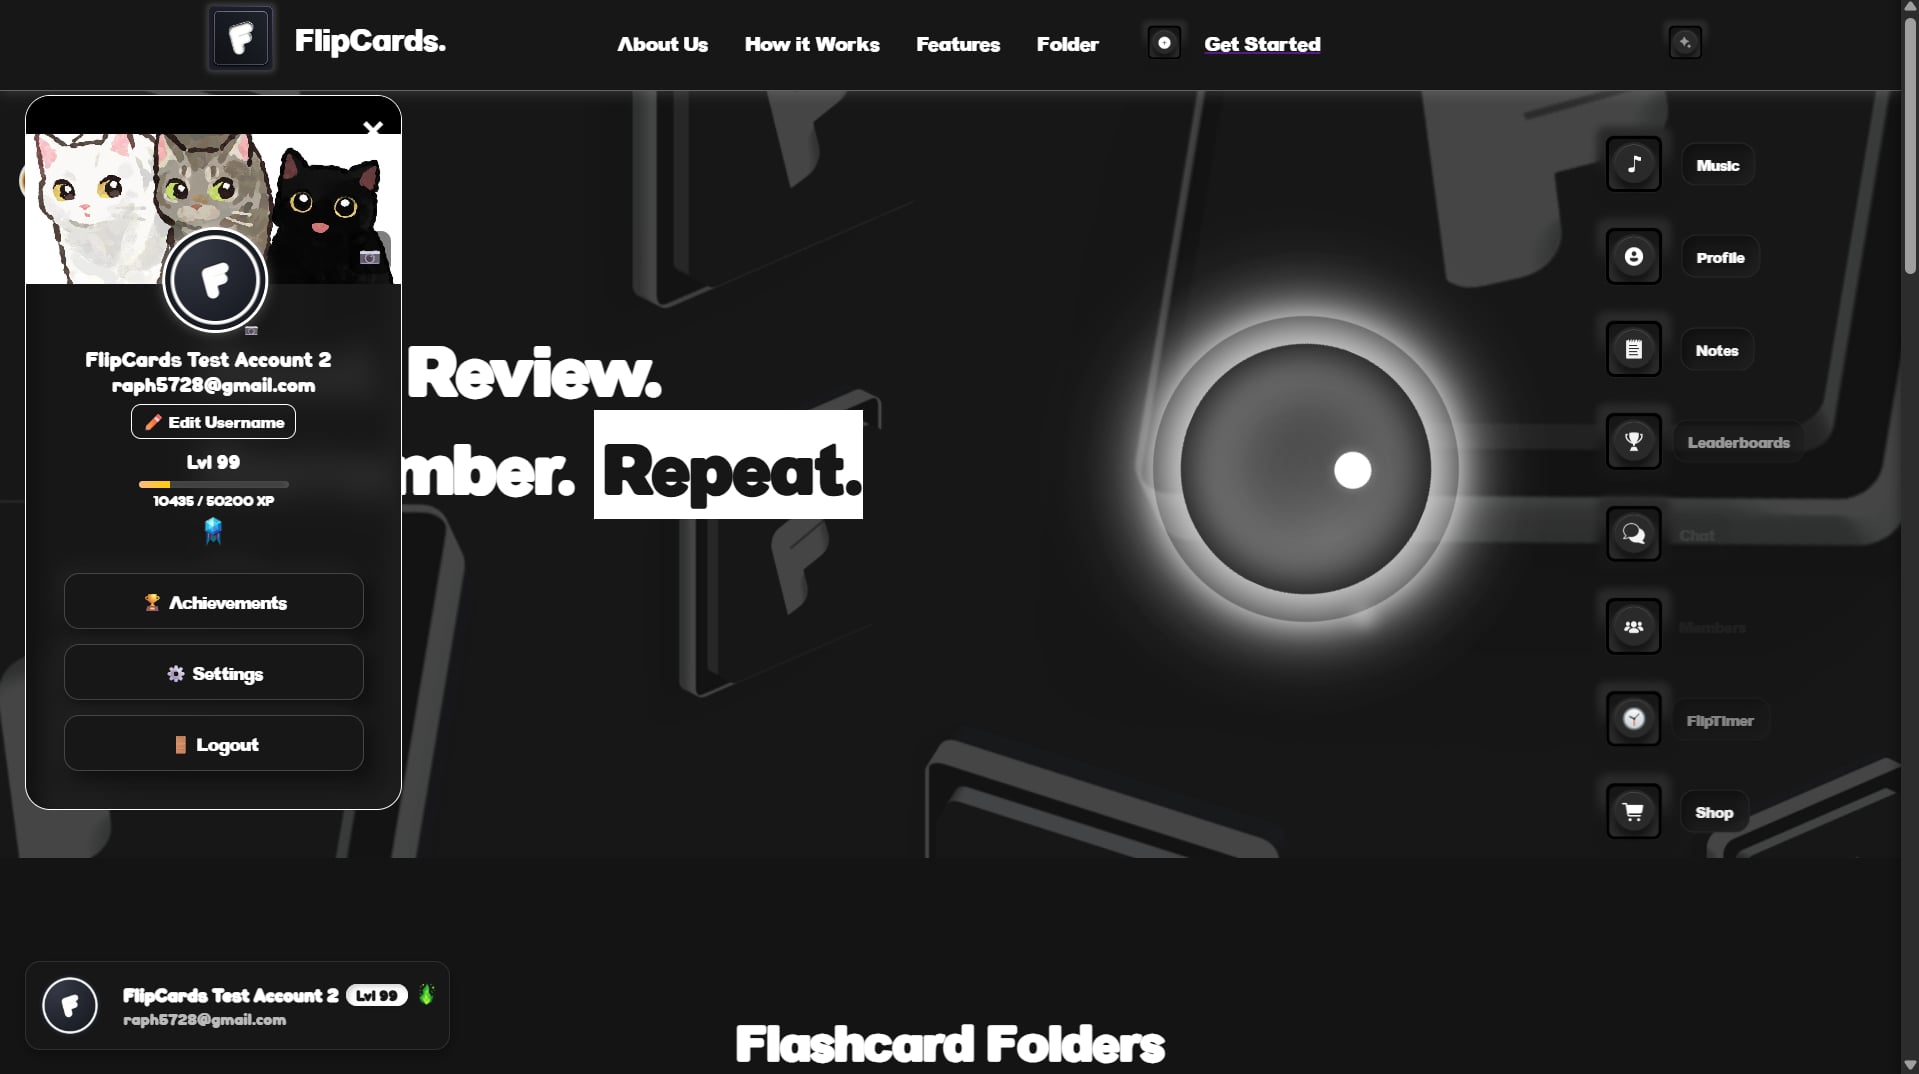 FlipCards.
About Us
How it Works
Features
Folder
Get Started
FlipCards Test Account 2
raph5728@gmail.com
Edit Username
Lvl 99
10435 / 50200 XP
Achievements
Settings
Logout
Review.
mber. Repeat.
Music
Profile
Notes
Leaderboards
Chat
Members
FlipTimer
Shop
FlipCards Test Account 2 Lvl 99
raph5728@gmail.com
Flashcard Folders